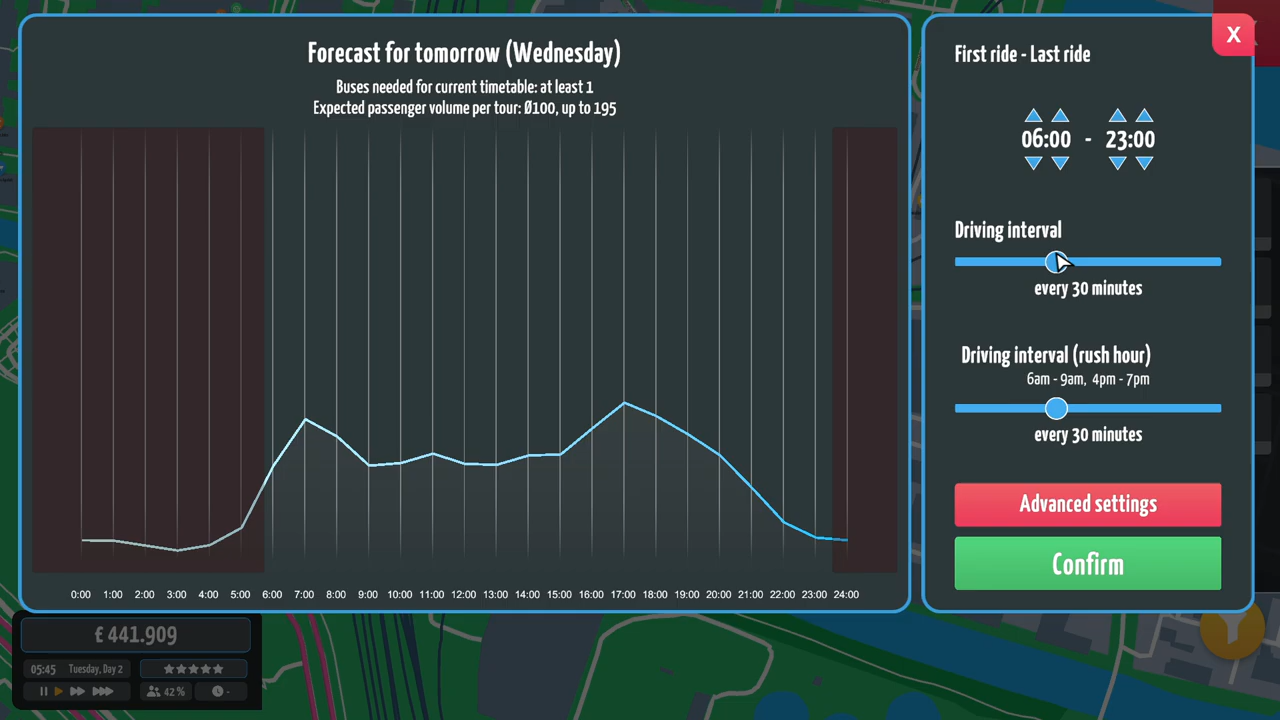 Forecast for tomorrow (Wednesday)
Buses needed for current timetable: at least 1
Expected passenger volume per tour: Ø100, up to 195
0:00 1:00 2:00 3:00 4:00 5:00 6:00 7:00 8:00 9:00 10:00 11:00 12:00 13:00 14:00 15:00 16:00 17:00 18:00 19:00 20:00 21:00 22:00 23:00 24:00
X
First ride - Last ride
06:00 - 23:00
Driving interval
every 30 minutes
Driving interval (rush hour)
6am - 9am, 4pm - 7pm
every 30 minutes
Advanced settings
Confirm
£ 441.909
05:45 Tuesday, Day 2
42 % -